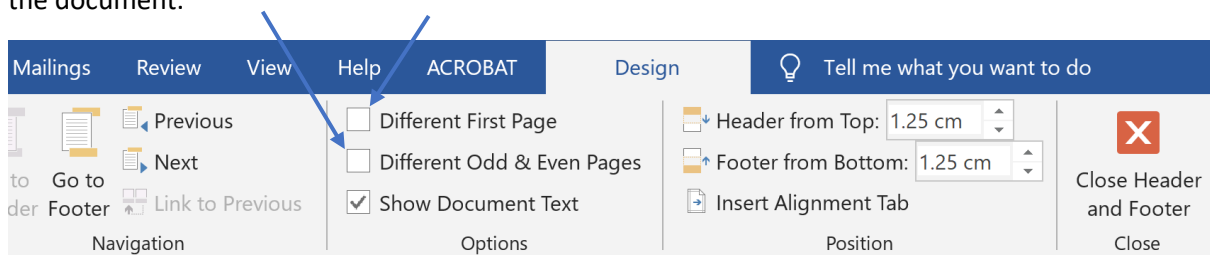 the document.
Mailings Review View Help ACROBAT Design Tell me what you want to do
Previous Different First Page Header from Top: 1.25 cm
Next Different Odd & Even Pages Footer from Bottom: 1.25 cm
to Go to Close Header
der Footer Link to Previous Show Document Text Insert Alignment Tab and Footer
Navigation Options Position Close